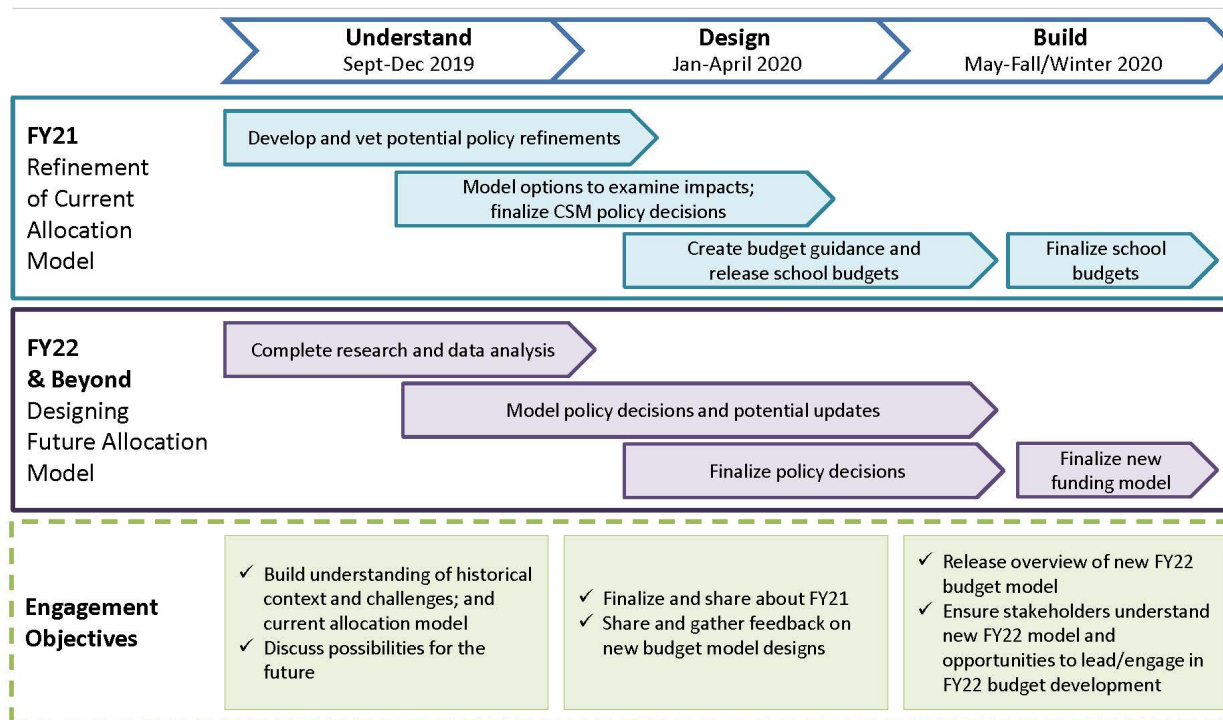 Understand
Sept-Dec 2019
Design
Jan-April 2020
Build
May-Fall/Winter 2020
FY21
Refinement
of Current
Allocation
Model
Develop and vet potential policy refinements
Model options to examine impacts;
finalize CSM policy decisions
Create budget guidance and
release school budgets
Finalize school
budgets
FY22
& Beyond
Designing
Future Allocation
Model
Complete research and data analysis
Model policy decisions and potential updates
Finalize policy decisions
Finalize new
funding model
Engagement
Objectives
✓ Build understanding of historical
context and challenges; and
current allocation model
✓ Discuss possibilities for the
future
✓ Finalize and share about FY21
✓ Share and gather feedback on
new budget model designs
✓ Release overview of new FY22
budget model
✓ Ensure stakeholders understand
new FY22 model and
opportunities to lead/engage in
FY22 budget development